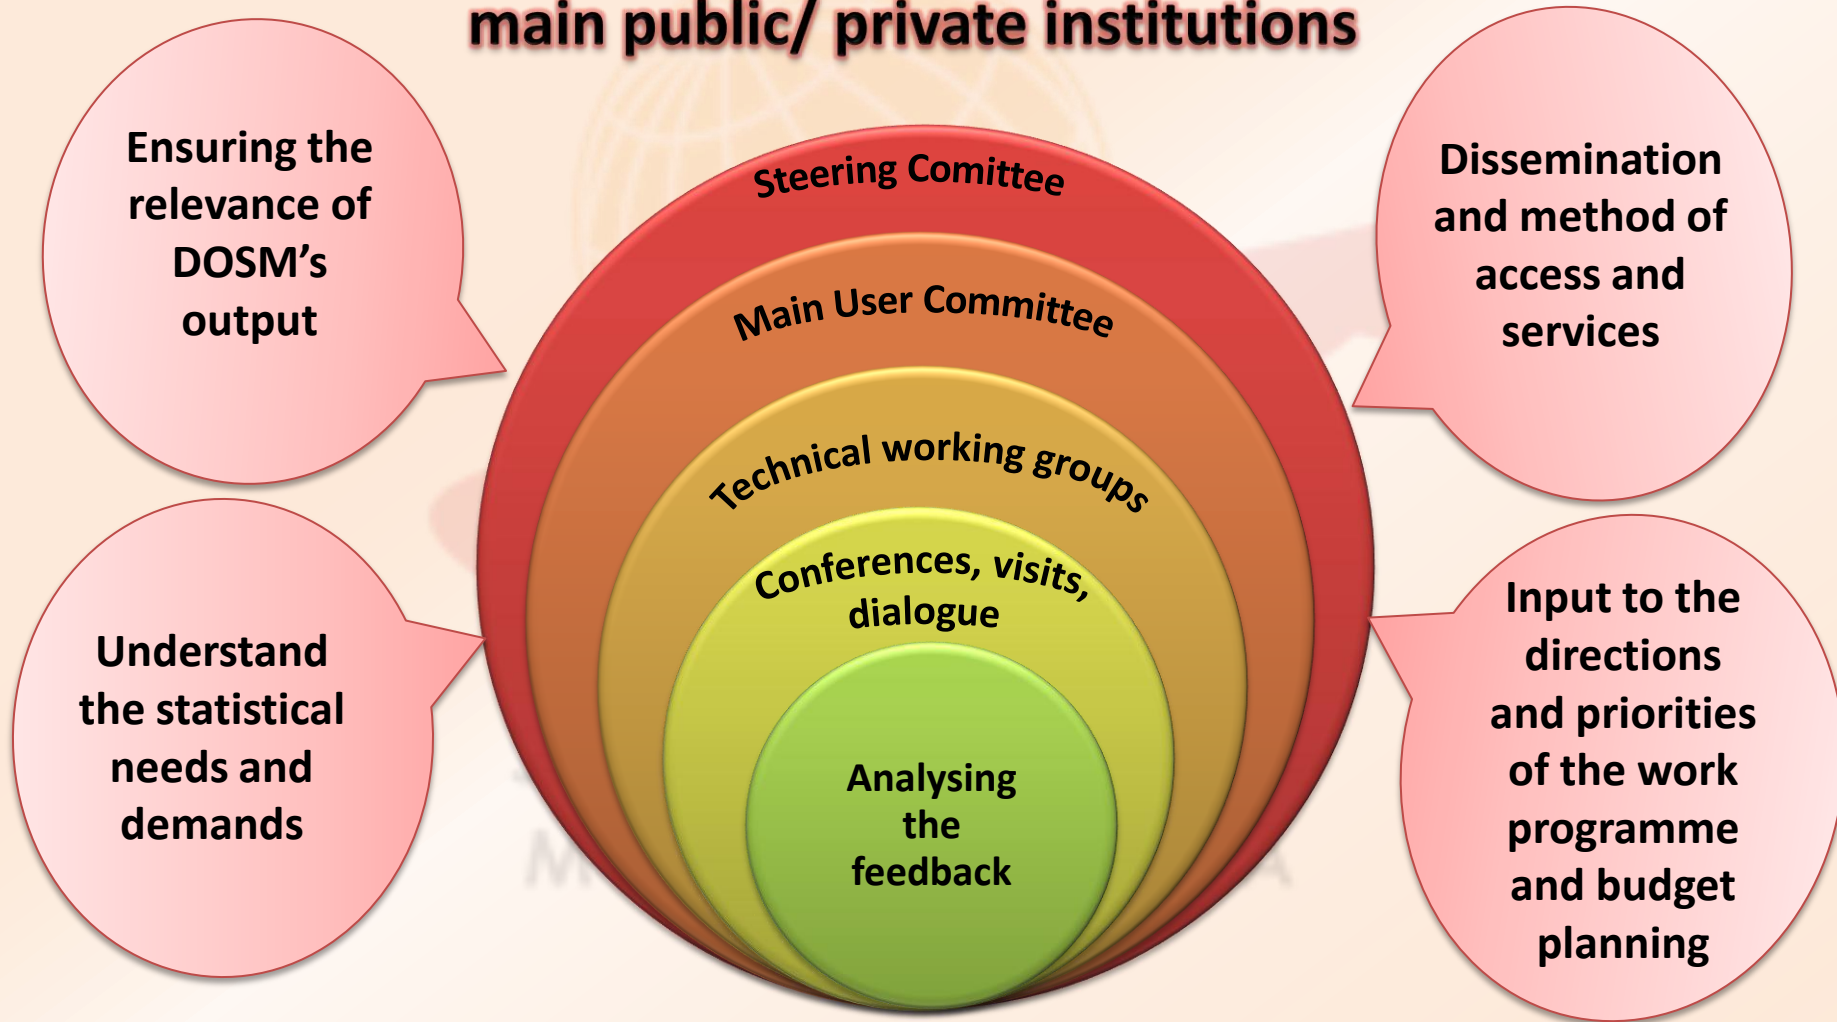 main public/ private institutions
Ensuring the
relevance of
DOSM's
output
Dissemination
and method of
access and
services
Steering Comittee
Main User Committee
Technical working groups
Conferences, visits,
dialogue
Analysing
the
feedback
Understand
the statistical
needs and
demands
Input to the
directions
and priorities
of the work
programme
and budget
planning